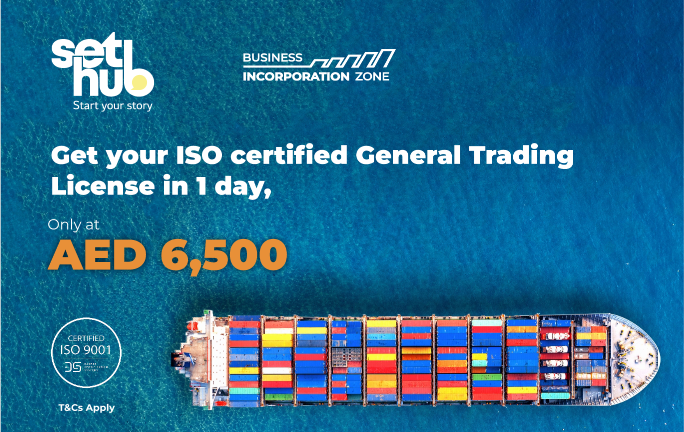 setl
hub
Start your story
BUSINESS
INCORPORATION ZONE
Get your ISO certified General Trading
License in 1 day,
Only at
AED 6,500
CERTIFIED
ISO 9001
T&Cs Apply